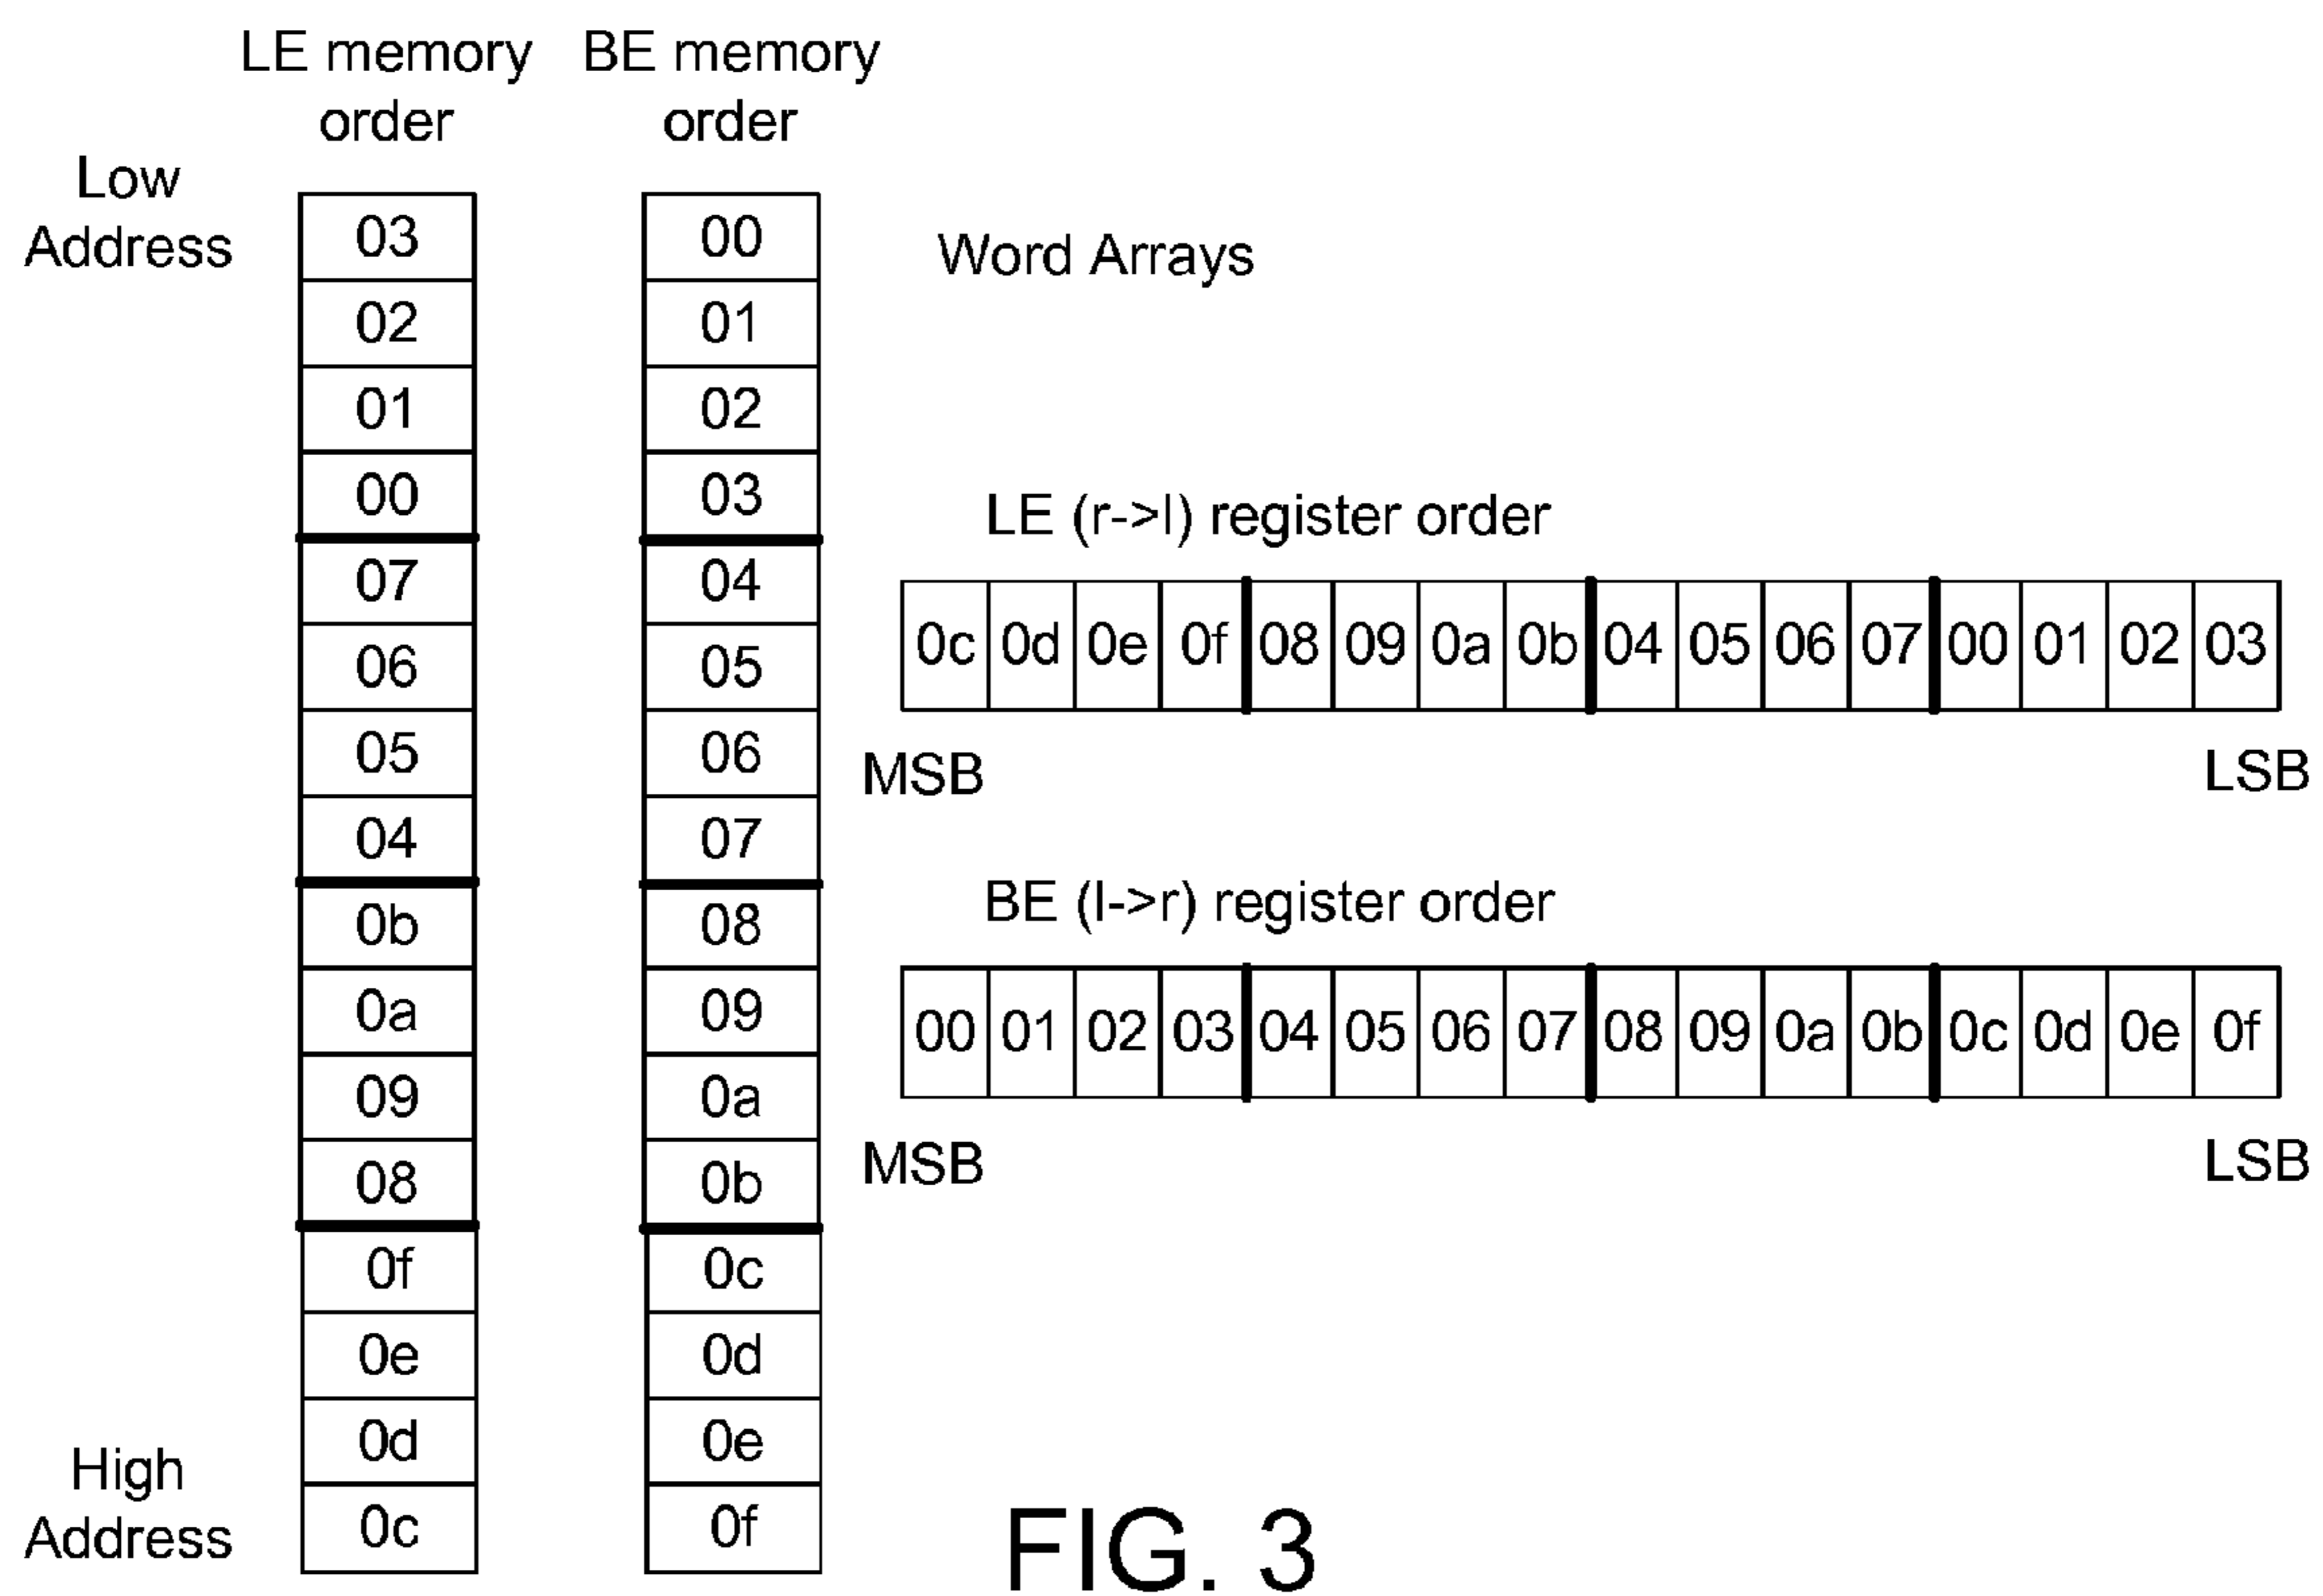 LE memory order
BE memory order
Low Address
High Address
03
02
01
00
07
06
05
04
0b
0a
09
08
0f
0e
0d
0c
00
01
02
03
04
05
06
07
08
09
0a
0b
0c
0d
0e
0f
Word Arrays
LE (r->l) register order
0c 0d 0e 0f 08 09 0a 0b 04 05 06 07 00 01 02 03
MSB LSB
BE (l->r) register order
00 01 02 03 04 05 06 07 08 09 0a 0b 0c 0d 0e 0f
MSB LSB
FIG. 3